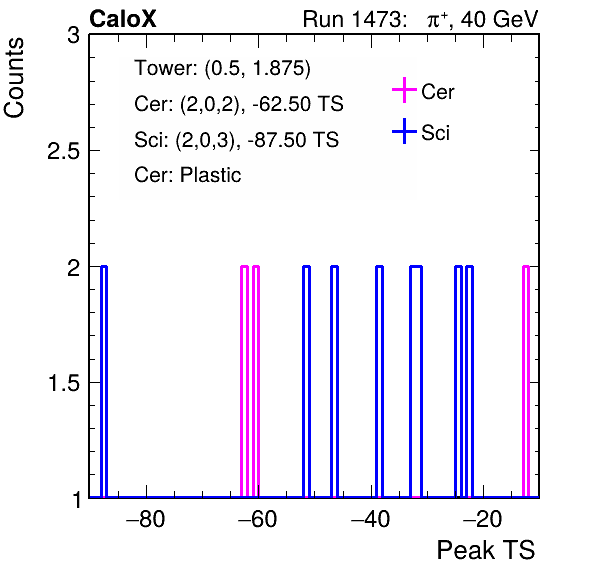 CaloX Run 1473: π⁺, 40 GeV
Counts
3
Tower: (0.5, 1.875)
Cer: (2,0,2), -62.50 TS
Sci: (2,0,3), -87.50 TS
Cer: Plastic
Cer
Sci
2.5
2
1.5
1
−80 −60 −40 −20
Peak TS